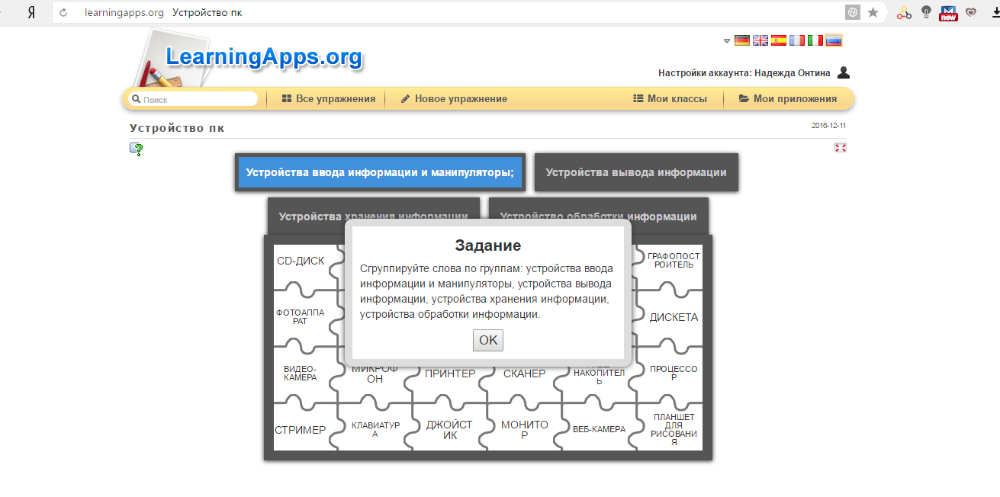 Я learningapps.org Устройство пк
new
LearningApps.org
Настройки аккаунта: Надежда Онтина
Поиск Все упражнения Новое упражнение Мои классы Мои приложения
Устройство пк 2016-12-11
Устройства ввода информации и манипуляторы; Устройства вывода информации
Устройства хранения информации Устройство обработки информации
Задание
Сгруппируйте слова по группам: устройства ввода
информации и манипуляторы, устройства вывода
информации, устройства хранения информации,
устройства обработки информации.
OK
CD-ДИСК
ГРАФОПОСТ
РОИТЕЛЬ
ФОТОАППА
РАТ
ДИСКЕТА
ВИДЕО-
КАМЕРА
МИКРОФ
ОН
ПРИНТЕР
СКАНЕР
НАКОПИТЕЛ
Ь
ПРОЦЕССО
Р
СТРИМЕР
КЛАВИАТУР
А
ДЖОЙСТ
ИК
МОНИТО
Р
ВЕБ-КАМЕРА
ПЛАНШЕТ
ДЛЯ
РИСОВАНИ
Я